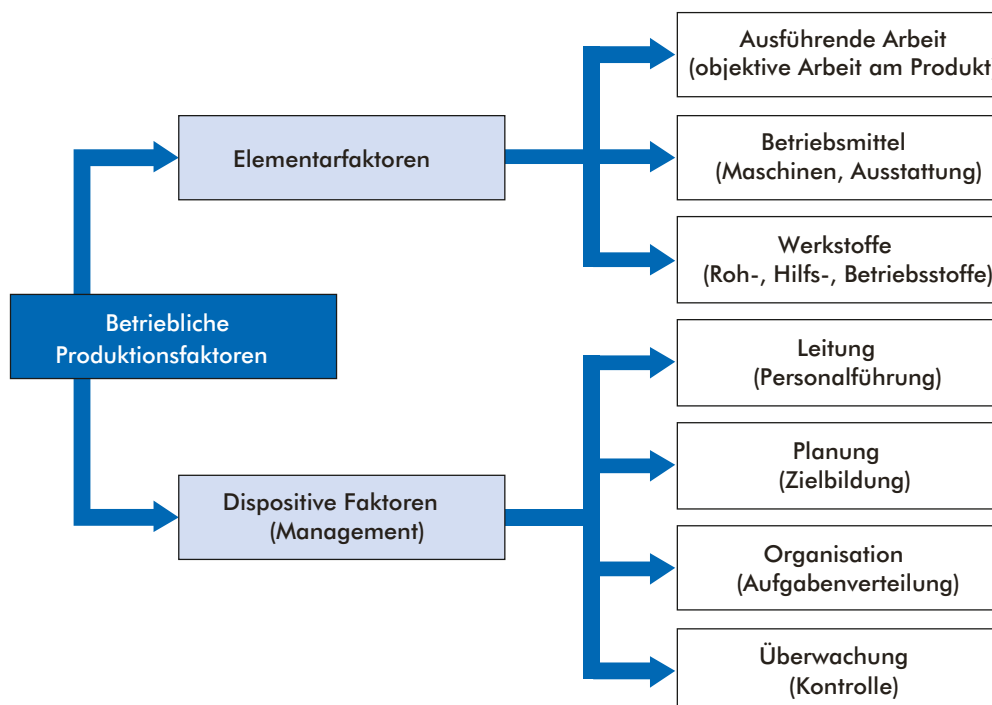 Ausführende Arbeit
(objektive Arbeit am Produkt
Elementarfaktoren
Betriebsmittel
(Maschinen, Ausstattung)
Werkstoffe
(Roh-, Hilfs-, Betriebsstoffe)
Betriebliche
Produktionsfaktoren
Leitung
(Personalführung)
Planung
(Zielbildung)
Dispositive Faktoren
(Management)
Organisation
(Aufgabenverteilung)
Überwachung
(Kontrolle)